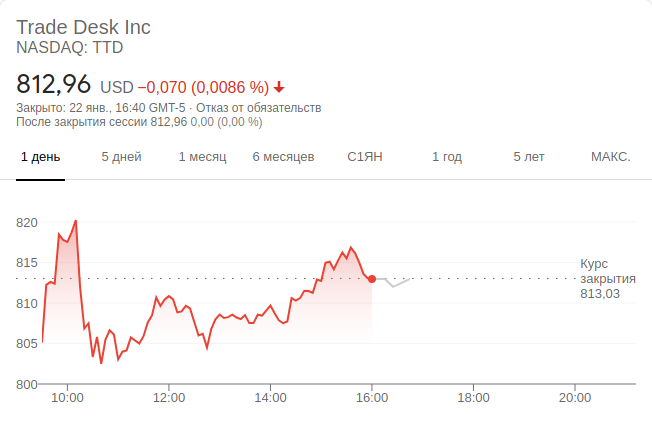 Trade Desk Inc
NASDAQ: TTD
812,96 USD −0,070 (0,0086 %)
Закрыто: 22 янв., 16:40 GMT-5 · Отказ от обязательств
После закрытия сессии 812,96 0,00 (0,00 %)
1 день 5 дней 1 месяц 6 месяцев С1ЯН 1 год 5 лет МАКС.
820
815
810
805
800
Курс
закрытия
813,03
10:00 12:00 14:00 16:00 18:00 20:00